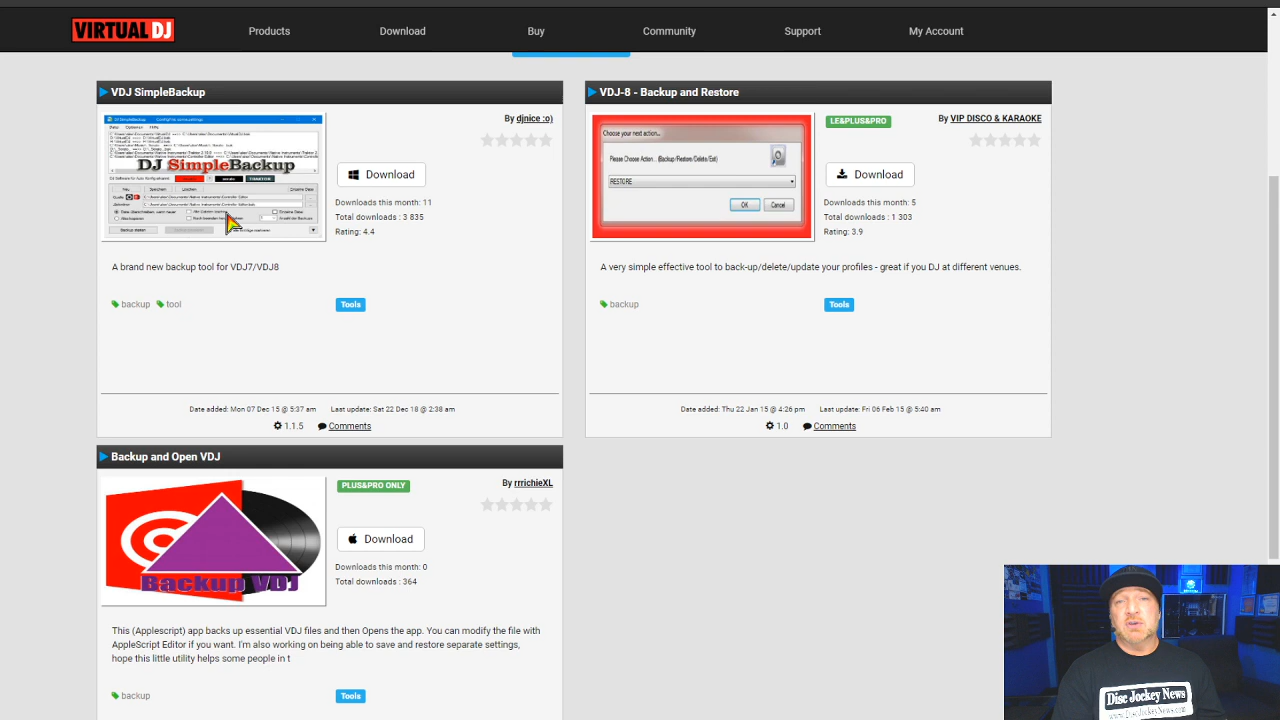 VIRTUAL DJ
Products
Download
Buy
Community
Support
My Account
VDJ SimpleBackup
DJ SimpleBackup
By djnice :o)
Download
Downloads this month: 11
Total downloads : 3 835
Rating: 4.4
A brand new backup tool for VDJ7/VDJ8
backup
tool
Tools
Date added: Mon 07 Dec 15 @ 5:37 am
Last update: Sat 22 Dec 18 @ 2:38 am
1.1.5
Comments
VDJ-8 - Backup and Restore
Choose your next action...
Please Choose Action... (Backup/Restore/Delete/Exit)
RESTORE
OK
Cancel
LE&PLUS&PRO
By VIP DISCO & KARAOKE
Download
Downloads this month: 5
Total downloads : 1 303
Rating: 3.9
A very simple effective tool to back-up/delete/update your profiles - great if you DJ at different venues.
backup
Tools
Date added: Thu 22 Jan 15 @ 4:26 pm
Last update: Fri 06 Feb 15 @ 5:40 am
1.0
Comments
Backup and Open VDJ
Backup VDJ
PLUS&PRO ONLY
By rrrichieXL
Download
Downloads this month: 0
Total downloads : 364
This (Applescript) app backs up essential VDJ files and then Opens the app. You can modify the file with
AppleScript Editor if you want. I'm also working on being able to save and restore separate settings,
hope this little utility helps some people in t
backup
Tools
Disc Jockey News